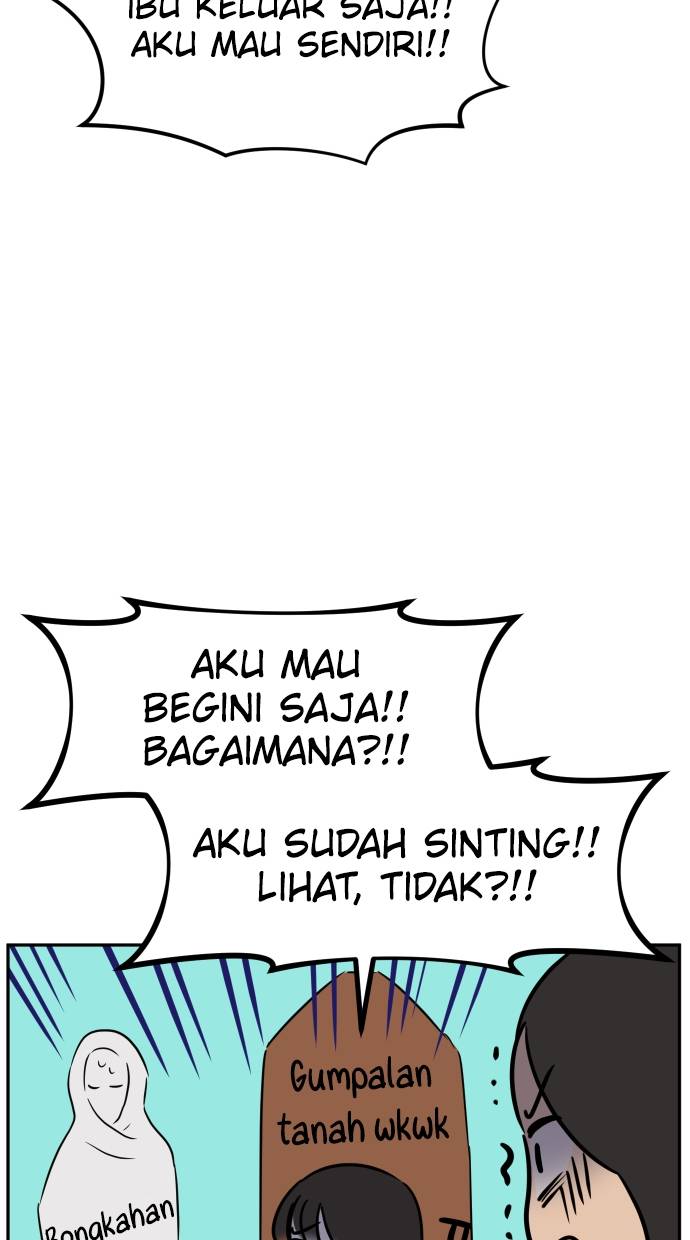 IBU KELUAR SAJA!!
AKU MAU SENDIRI!!
AKU MAU
BEGINI SAJA!!
BAGAIMANA?!!
AKU SUDAH SINTING!!
LIHAT, TIDAK?!!
Gumpalan
tanah wkwk
Bongkahan